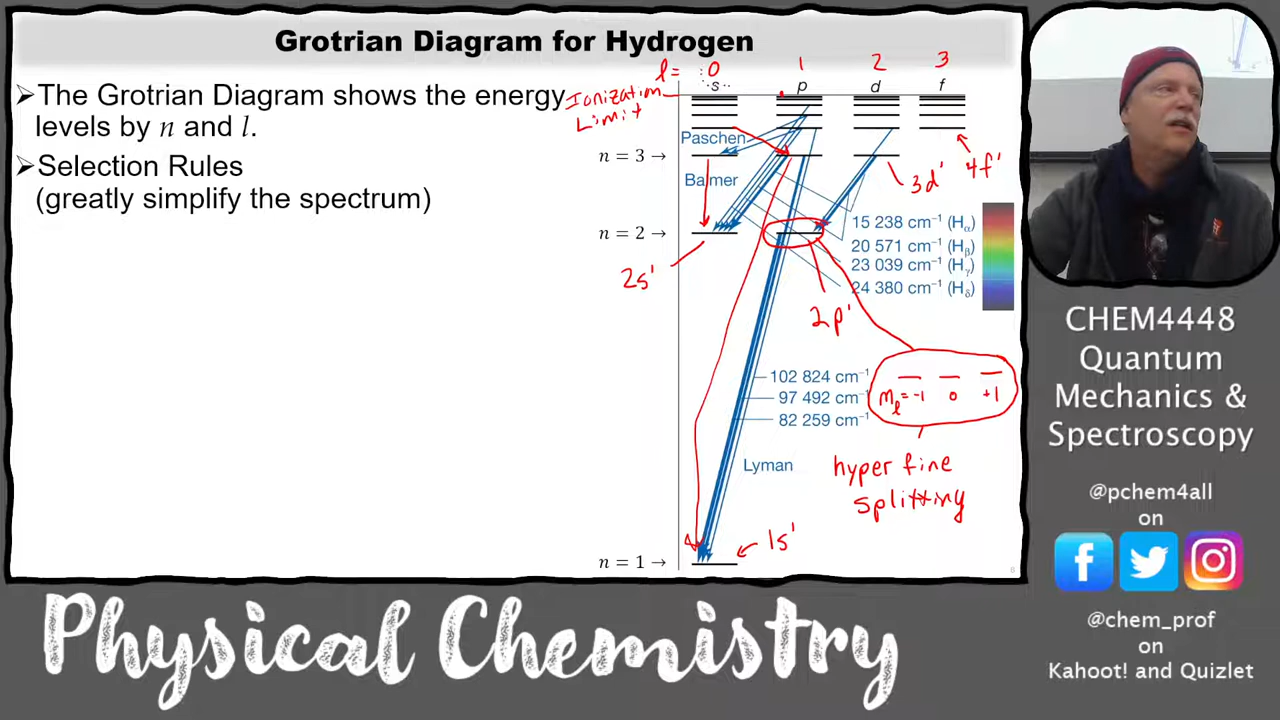 Grotrian Diagram for Hydrogen
➢The Grotrian Diagram shows the energy
levels by n and l.
➢Selection Rules
(greatly simplify the spectrum)
l= 0 1 2 3
s p d f
Ionization
Limit
Paschen
n = 3 →
4f'
Balmer
3d'
15 238 cm⁻¹ (Hα)
n = 2 →
20 571 cm⁻¹ (Hβ)
23 039 cm⁻¹ (Hγ)
2s'
24 380 cm⁻¹ (Hδ)
2p'
102 824 cm⁻¹
97 492 cm⁻¹
mℓ = -1 0 +1
82 259 cm⁻¹
Lyman
hyper fine
splitting
1s'
n = 1 →
8
CHEM4448
Quantum
Mechanics &
Spectroscopy
@pchem4all
on
@chem_prof
on
Kahoot! and Quizlet
Physical Chemistry